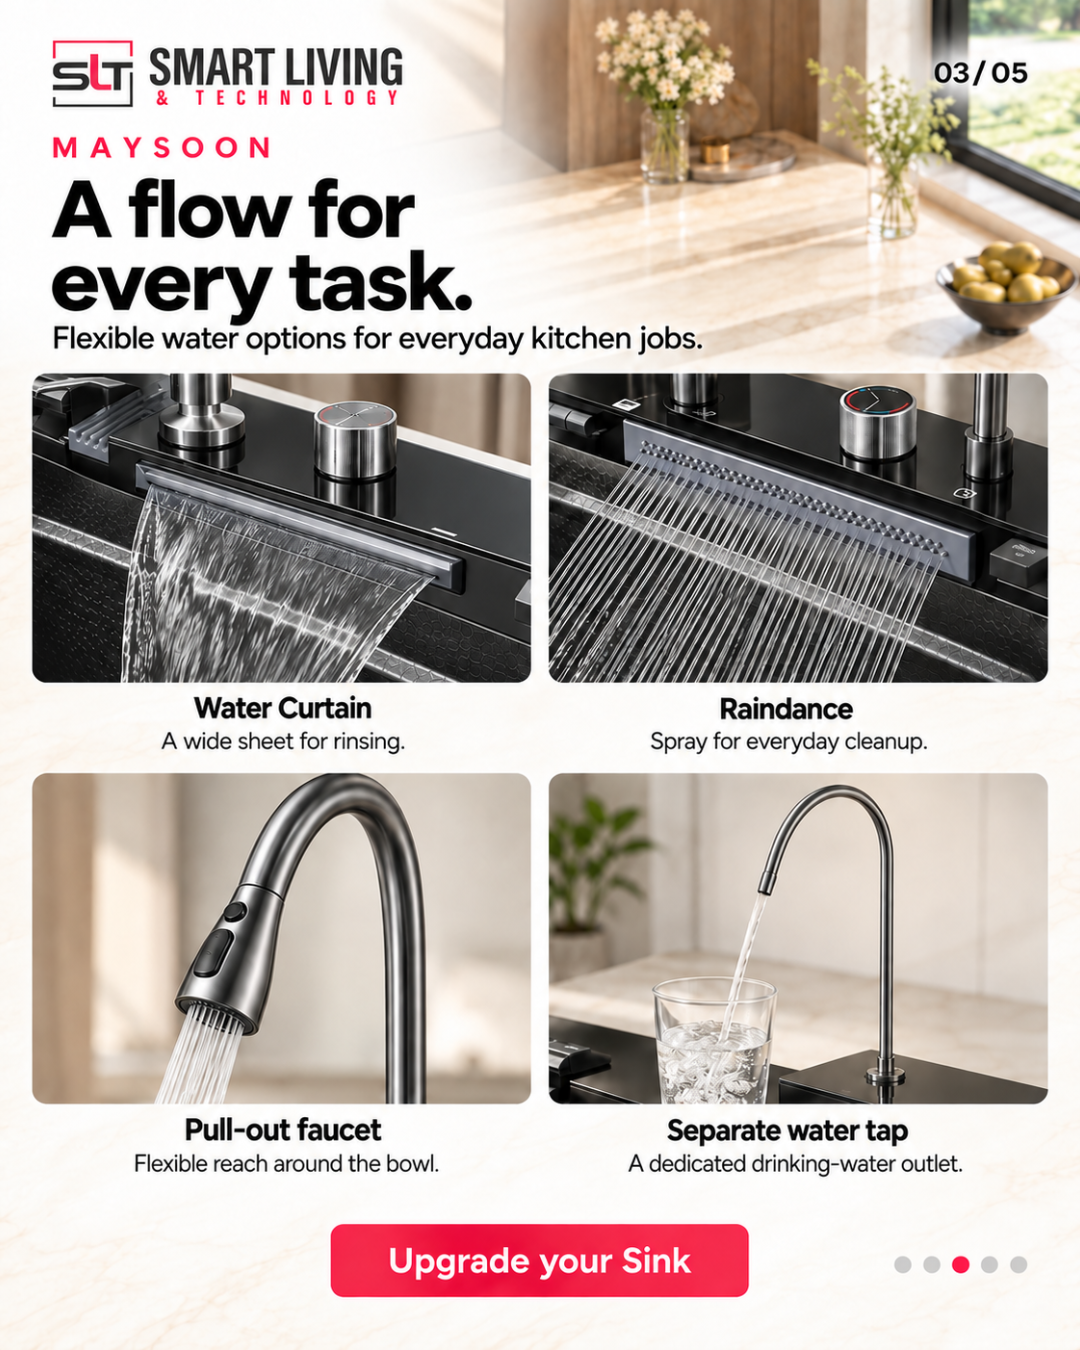 SLT
SMART LIVING
& TECHNOLOGY
03/05
MAYSOON
A flow for
every task.
Flexible water options for everyday kitchen jobs.
Water Curtain
A wide sheet for rinsing.
Raindance
Spray for everyday cleanup.
Pull-out faucet
Flexible reach around the bowl.
Separate water tap
A dedicated drinking-water outlet.
Upgrade your Sink